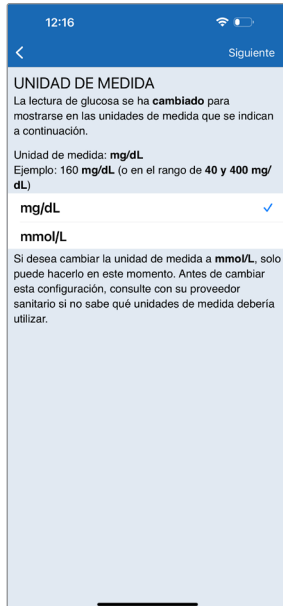 12:16
Siguiente
UNIDAD DE MEDIDA
La lectura de glucosa se ha cambiado para
mostrarse en las unidades de medida que se indican
a continuación.
Unidad de medida: mg/dL
Ejemplo: 160 mg/dL (o en el rango de 40 y 400 mg/
dL)
mg/dL
mmol/L
Si desea cambiar la unidad de medida a mmol/L, solo
puede hacerlo en este momento. Antes de cambiar
esta configuración, consulte con su proveedor
sanitario si no sabe qué unidades de medida debería
utilizar.